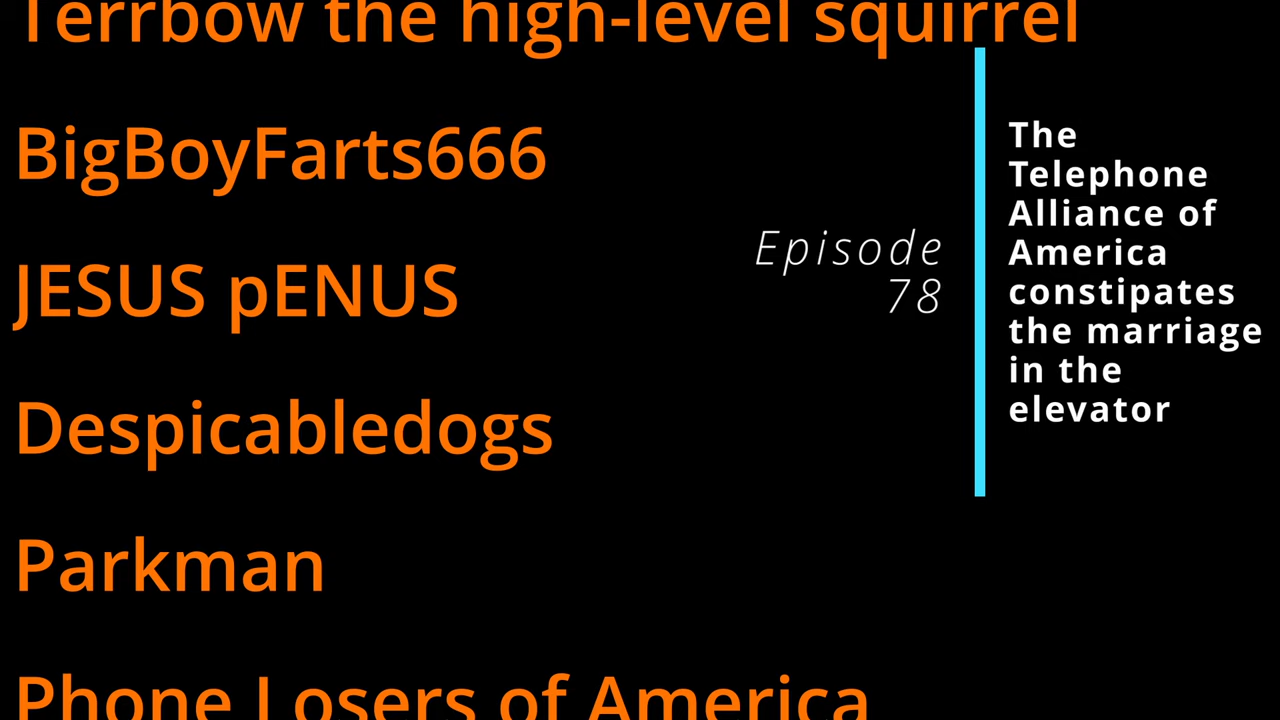 Terrbow the high-level squirrel
BigBoyFarts666
JESUS pENUS
Despicabledogs
Parkman
Phone Losers of America
Episode
78
The
Telephone
Alliance of
America
constipates
the marriage
in the
elevator